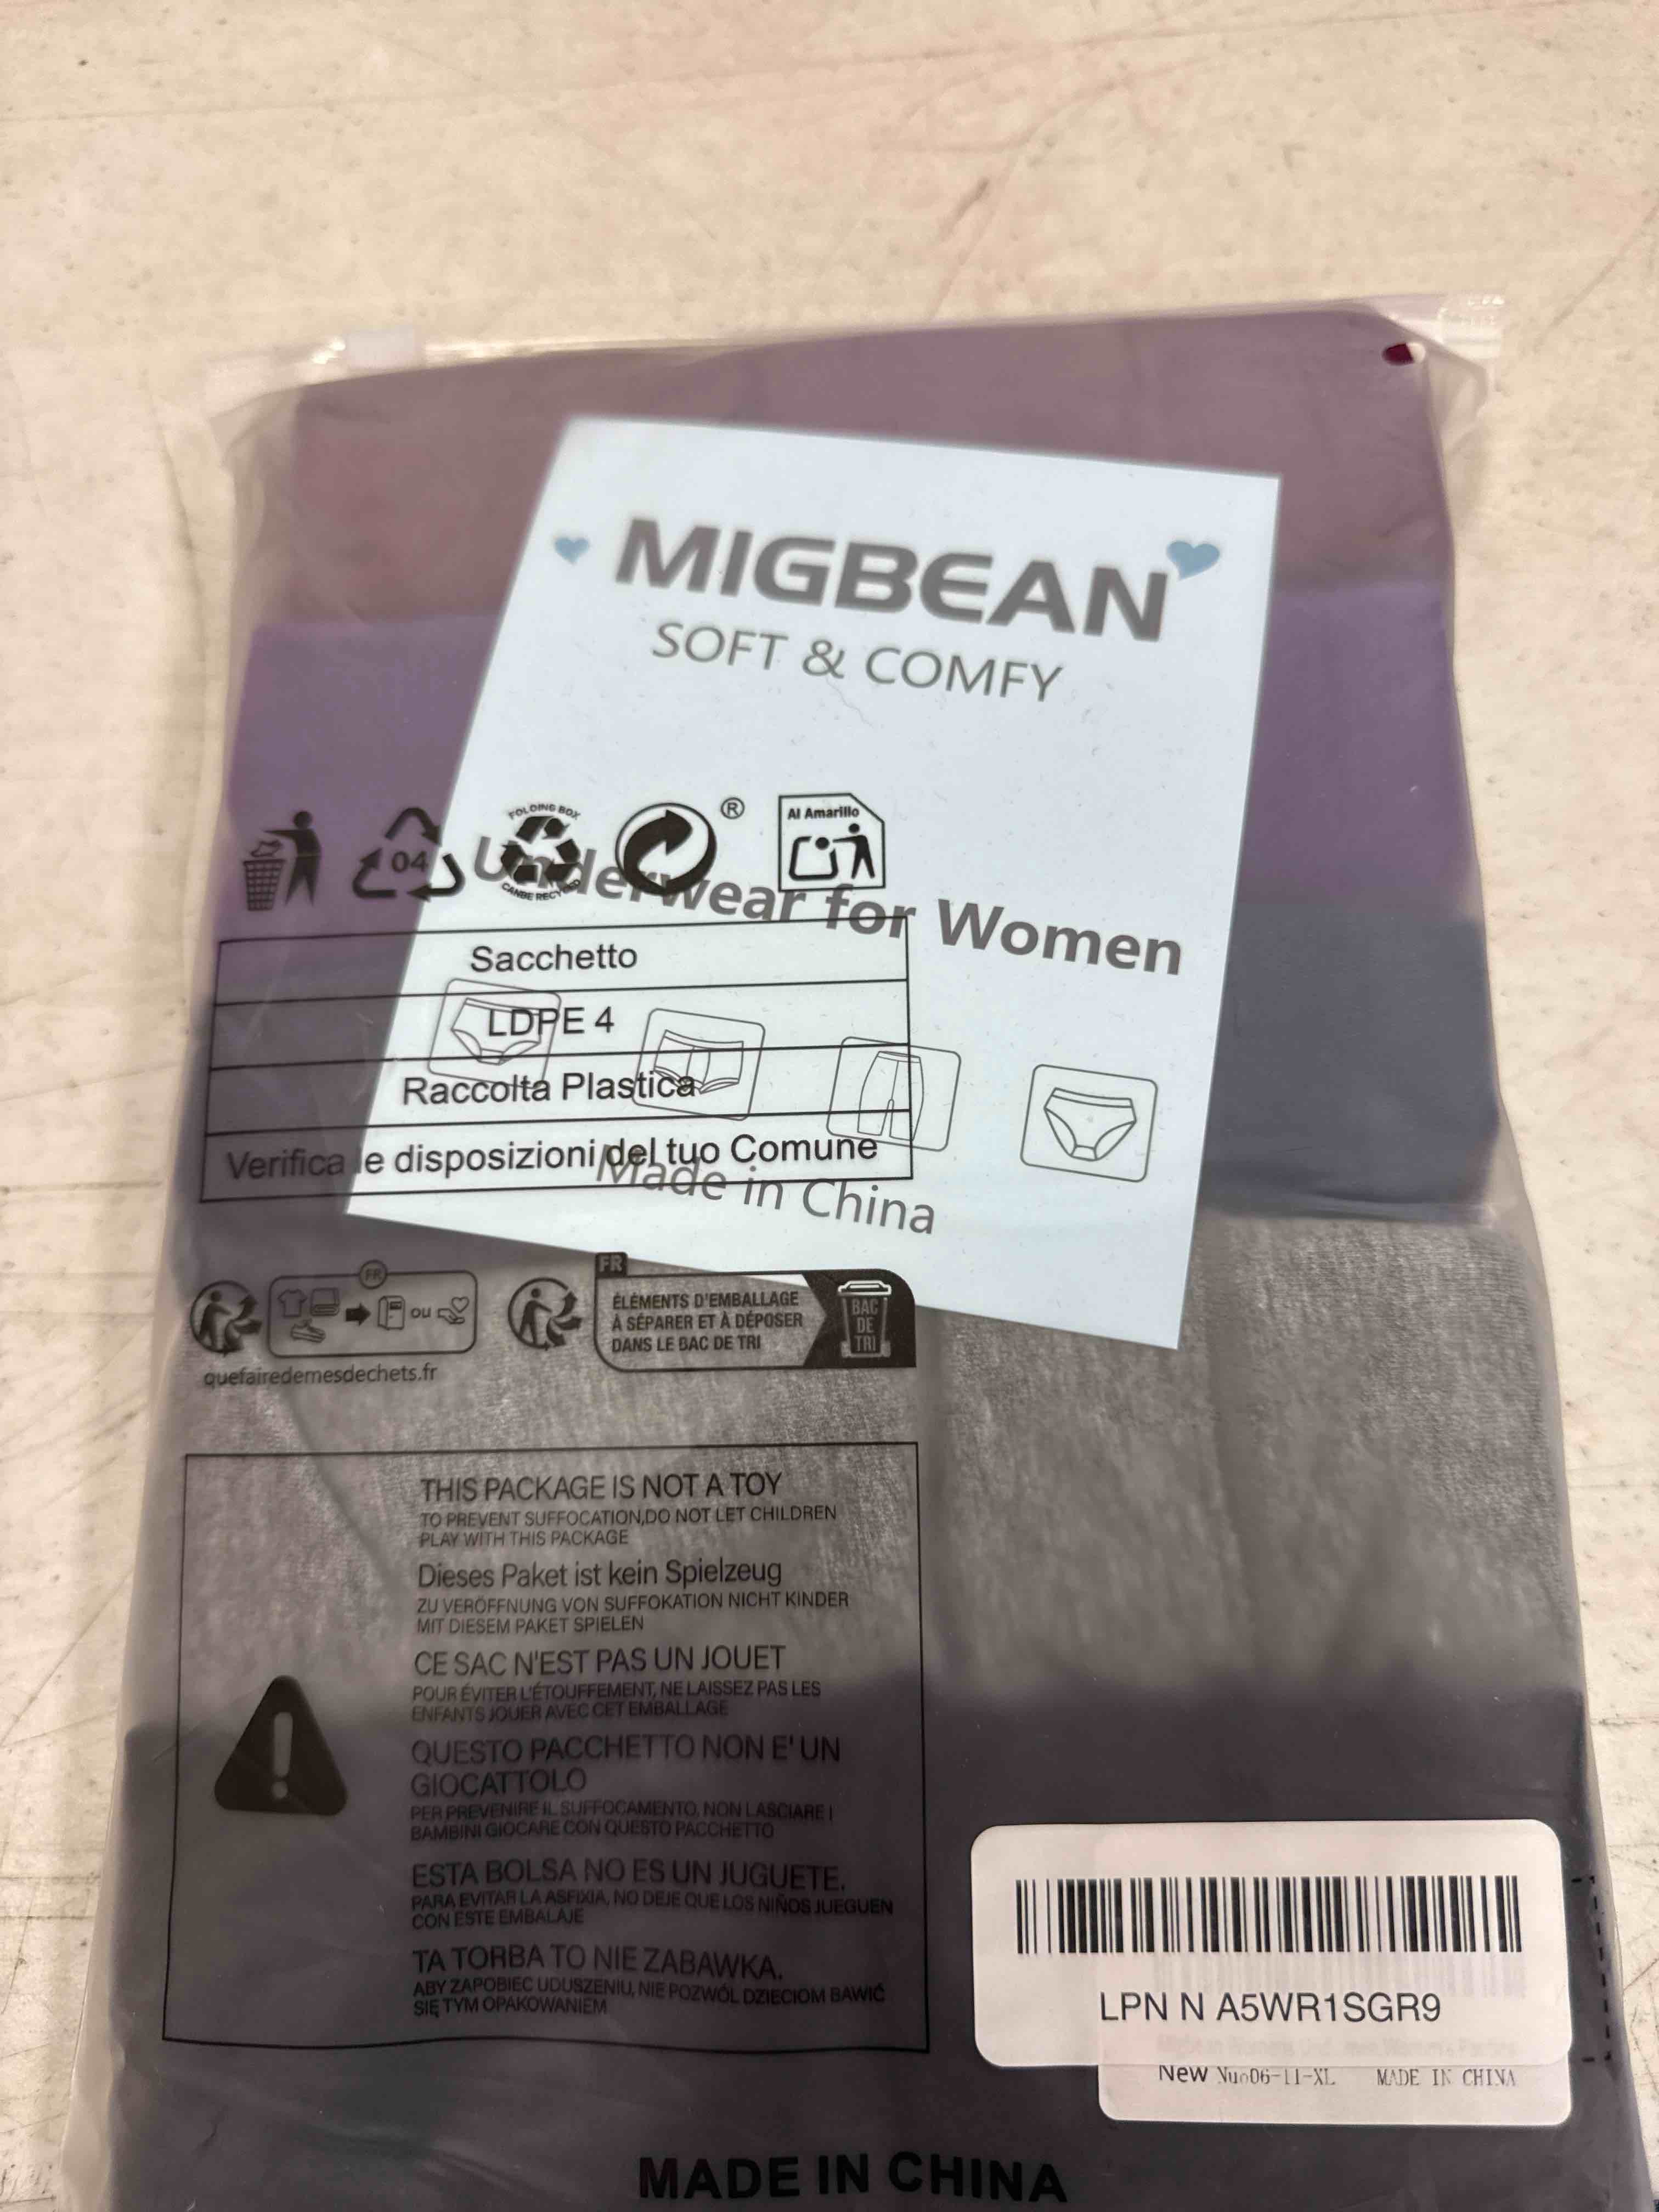 MIGBEAN
SOFT & COMFY
FOLDING BOX
CANBE RECYCED
04
®
Al Amarillo
Underwear for Women
Sacchetto
LDPE 4
Raccolta Plastica
Verifica le disposizioni del tuo Comune
Made in China
FR
ou
quefairedemesdechets.fr
FR
ÉLÉMENTS D'EMBALLAGE
À SÉPARER ET À DÉPOSER
DANS LE BAC DE TRI
BAC
DE
TRI
THIS PACKAGE IS NOT A TOY
TO PREVENT SUFFOCATION,DO NOT LET CHILDREN
PLAY WITH THIS PACKAGE
Dieses Paket ist kein Spielzeug
ZU VERÖFFNUNG VON SUFFOKATION NICHT KINDER
MIT DIESEM PAKET SPIELEN
CE SAC N'EST PAS UN JOUET
POUR ÉVITER L'ÉTOUFFEMENT, NE LAISSEZ PAS LES
ENFANTS JOUER AVEC CET EMBALLAGE
QUESTO PACCHETTO NON E' UN
GIOCATTOLO
PER PREVENIRE IL SUFFOCAMENTO, NON LASCIARE I
BAMBINI GIOCARE CON QUESTO PACCHETTO
ESTA BOLSA NO ES UN JUGUETE.
PARA EVITAR LA ASFIXIA, NO DEJE QUE LOS NIÑOS JUEGUEN
CON ESTE EMBALAJE
TA TORBA TO NIE ZABAWKA.
ABY ZAPOBIEC UDUSZENIU, NIE POZWÓL DZIECIOM BAWIĆ
SIĘ TYM OPAKOWANIEM
LPN N A5WR1SGR9
New Nuo06-11-XL MADE IN CHINA
MADE IN CHINA